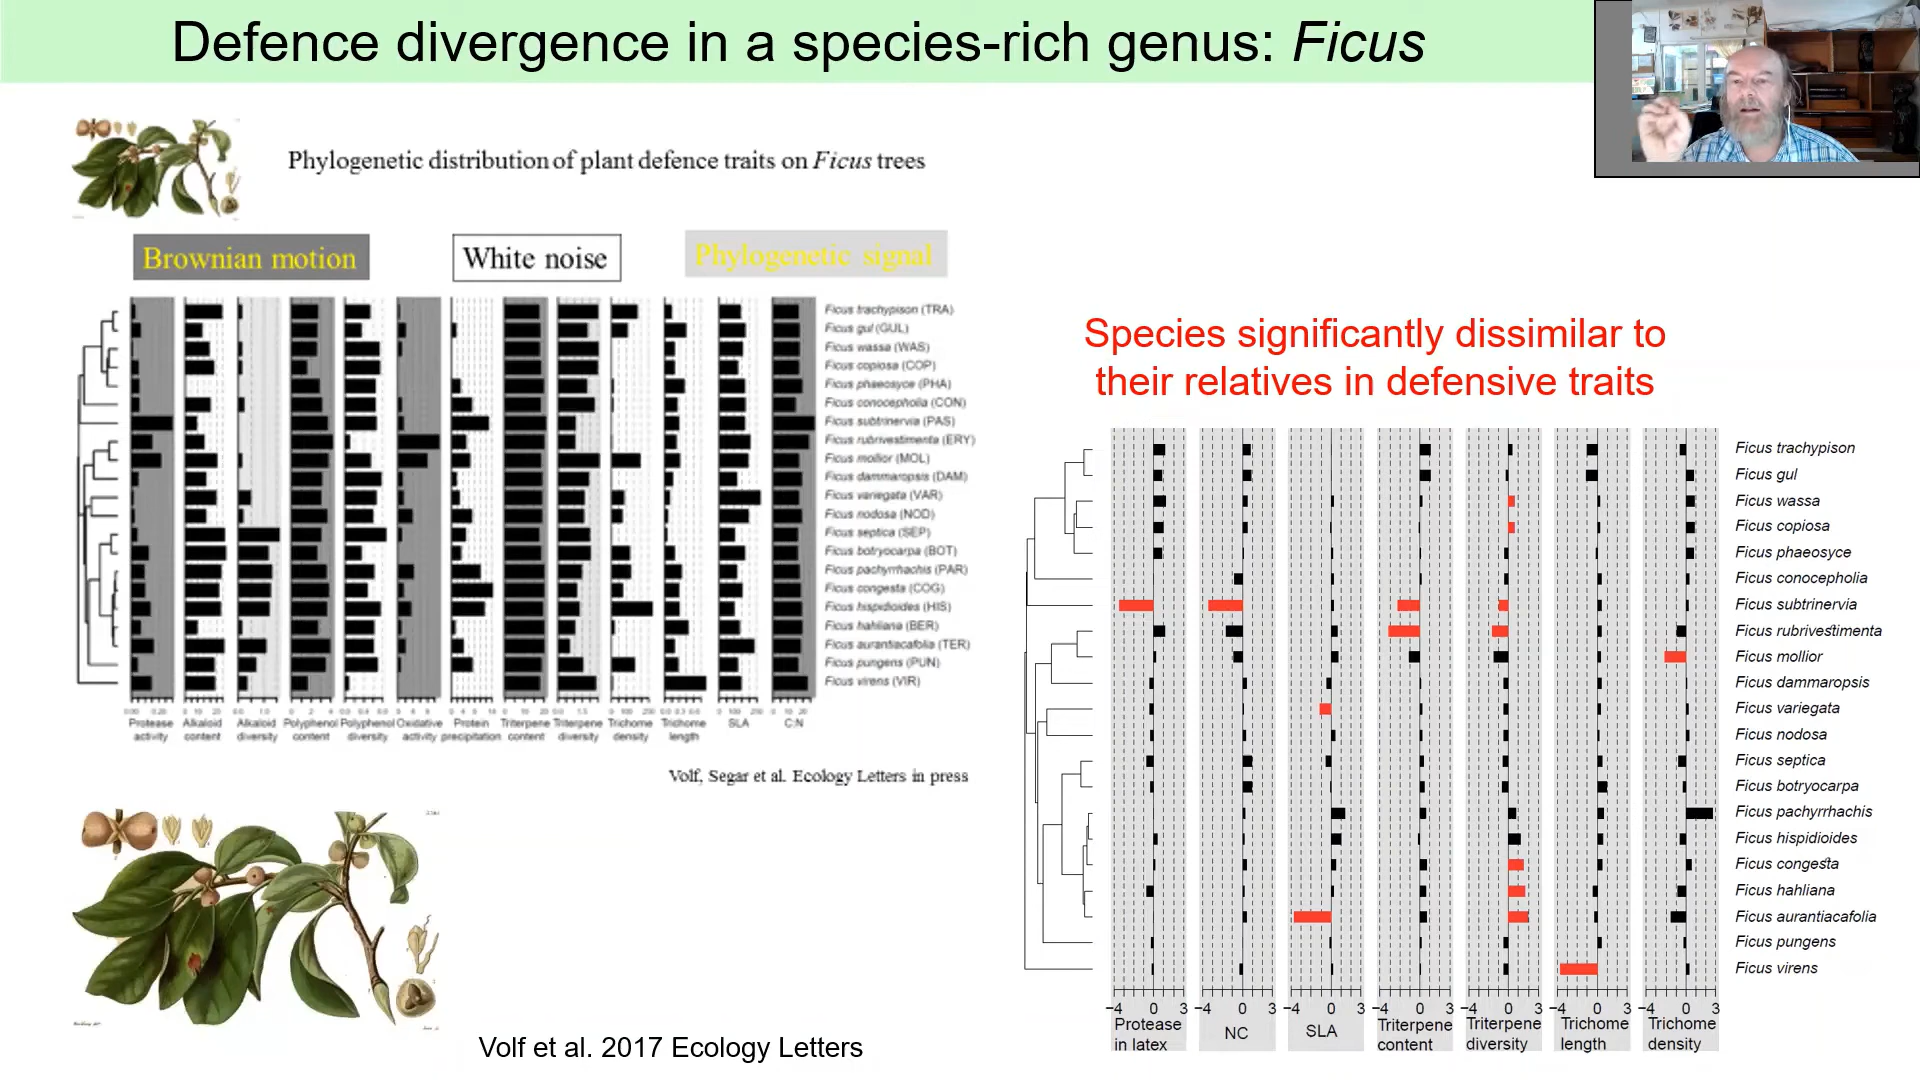 Defence divergence in a species-rich genus: Ficus
Phylogenetic distribution of plant defence traits on Ficus trees
Brownian motion
White noise
Phylogenetic signal
Ficus trachypison (TRA)
Ficus gul (GUL)
Ficus wassa (WAS)
Ficus copiosa (COP)
Ficus phaeosyce (PHA)
Ficus conocepholia (CON)
Ficus subtrinervia (PAS)
Ficus rubrivestimenta (ERY)
Ficus mollior (MOL)
Ficus dammaropsis (DAM)
Ficus variegata (VAR)
Ficus nodosa (NOD)
Ficus septica (SEP)
Ficus botryocarpa (BOT)
Ficus pachyrrhachis (PAR)
Ficus congesta (COG)
Ficus hispidioides (HIS)
Ficus hahliana (BER)
Ficus aurantiacafolia (TER)
Ficus pungens (PUN)
Ficus virens (VIR)
Protease activity
Alkaloid content
Alkaloid diversity
Polyphenol content
Polyphenol diversity
Oxidative activity
Protein precipitation
Triterpene content
Triterpene diversity
Trichome density
Trichome length
SLA
C:N
Volf, Segar et al. Ecology Letters in press
Volf et al. 2017 Ecology Letters
Species significantly dissimilar to
their relatives in defensive traits
Ficus trachypison
Ficus gul
Ficus wassa
Ficus copiosa
Ficus phaeosyce
Ficus conocepholia
Ficus subtrinervia
Ficus rubrivestimenta
Ficus mollior
Ficus dammaropsis
Ficus variegata
Ficus nodosa
Ficus septica
Ficus botryocarpa
Ficus pachyrrhachis
Ficus hispidioides
Ficus congesta
Ficus hahliana
Ficus aurantiacafolia
Ficus pungens
Ficus virens
−4 0 3 −4 0 3 −4 0 3 −4 0 3 −4 0 3 −4 0 3 −4 0 3
Protease in latex
NC
SLA
Triterpene content
Triterpene diversity
Trichome length
Trichome density